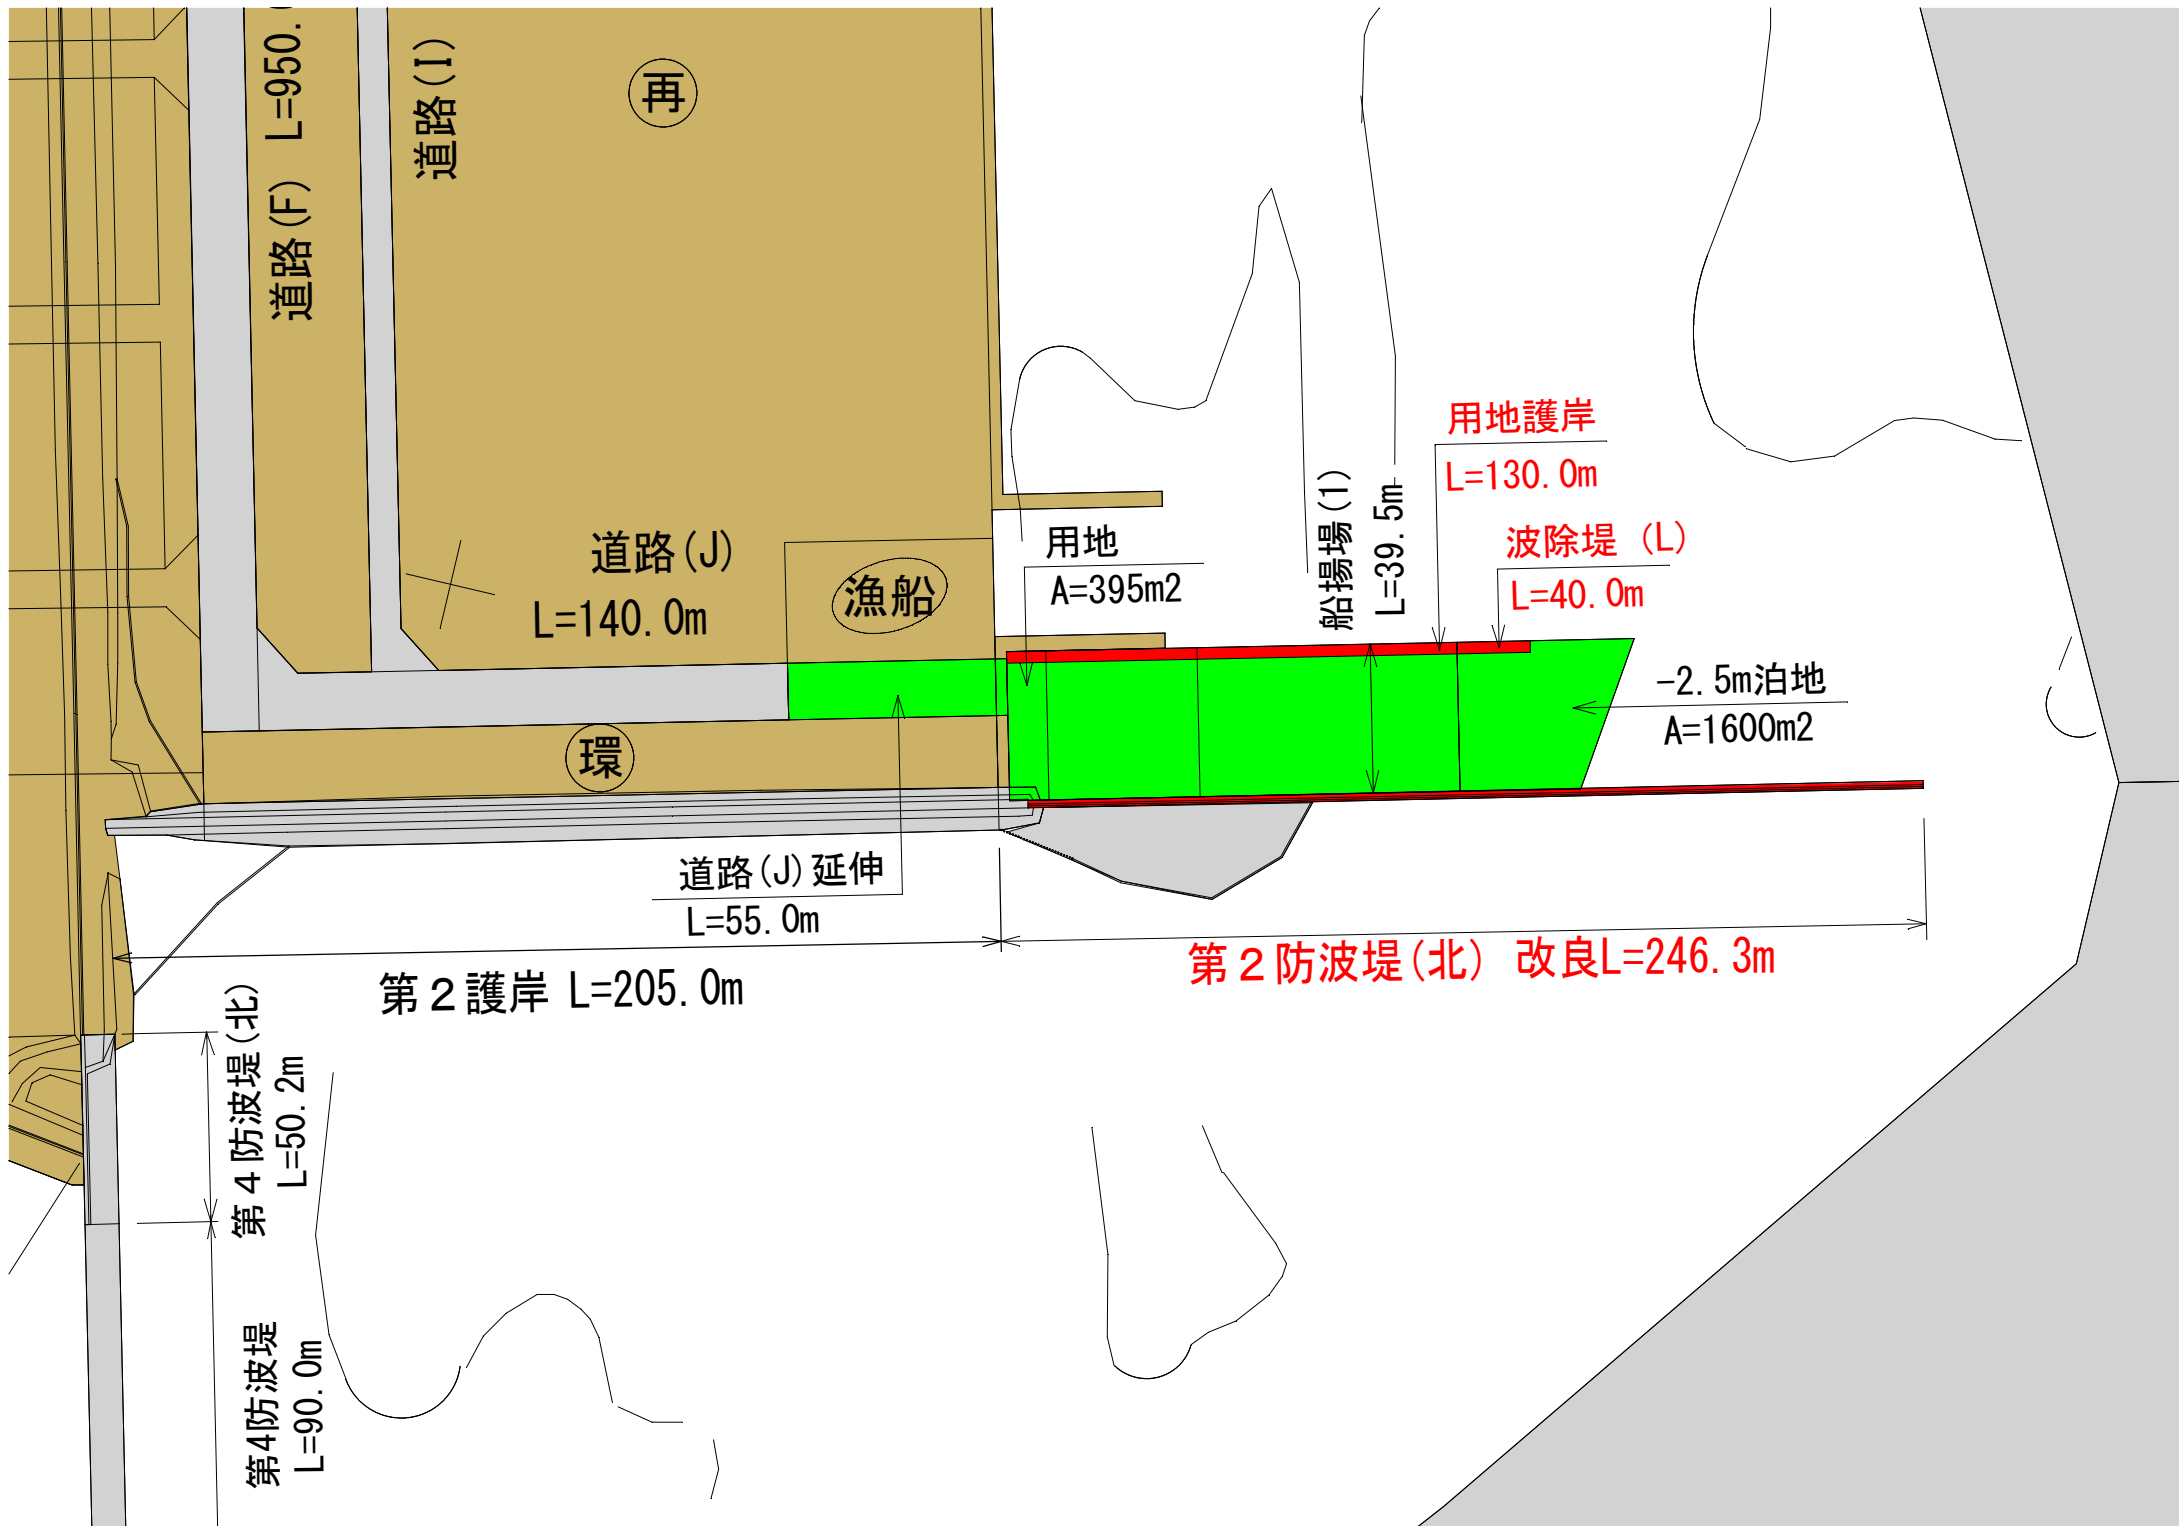 道路(F) L=950.
道路(I)
再
用地護岸
L=130.0m
船揚場(1)
L=39.5m
波除堤 (L)
L=40.0m
道路(J)
L=140.0m
漁船
用地
A=395m2
-2.5m泊地
A=1600m2
環
道路(J)延伸
L=55.0m
第2護岸 L=205.0m
第2防波堤(北) 改良L=246.3m
第4防波堤(北)
L=50.2m
第4防波堤
L=90.0m